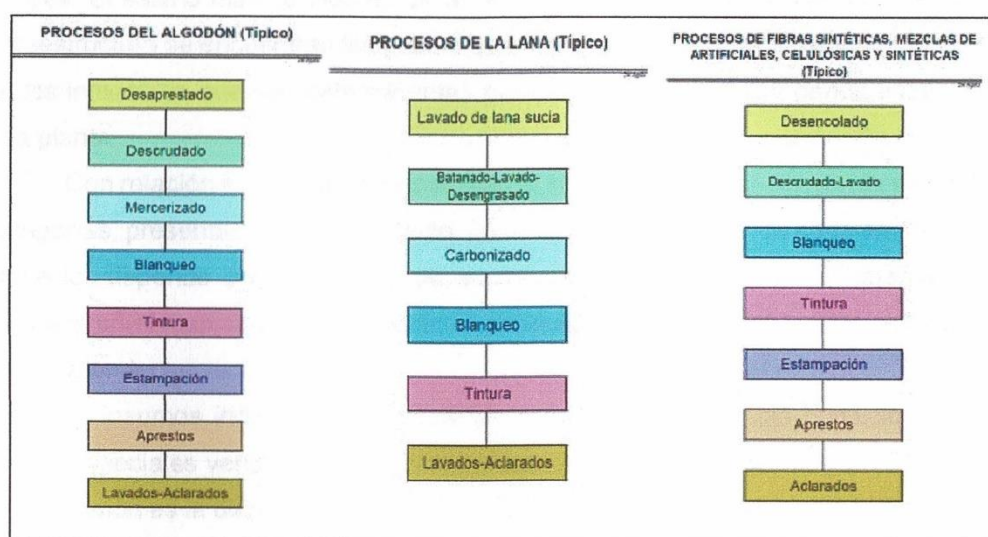 PROCESOS DEL ALGODÓN (Típico)
Desaprestado
Descrudado
Mercerizado
Blanqueo
Tintura
Estampación
Aprestos
Lavados-Aclarados
PROCESOS DE LA LANA (Típico)
Lavado de lana sucia
Batanado-Lavado-
Desengrasado
Carbonizado
Blanqueo
Tintura
Lavados-Aclarados
PROCESOS DE FIBRAS SINTÉTICAS, MEZCLAS DE
ARTIFICIALES, CELULÓSICAS Y SINTÉTICAS
(Típico)
Desencolado
Descrudado-Lavado
Blanqueo
Tintura
Estampación
Aprestos
Aclarados